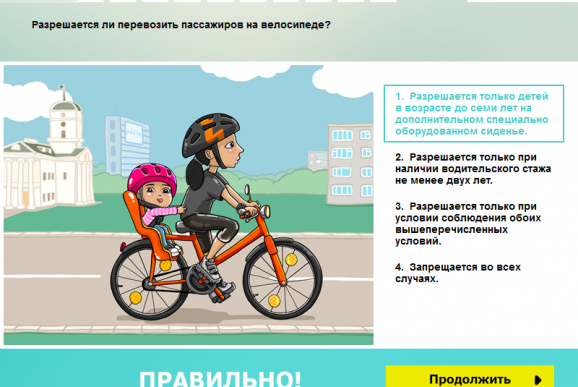 Разрешается ли перевозить пассажиров на велосипеде?
1. Разрешается только детей
в возрасте до семи лет на
дополнительном специально
оборудованном сиденье.
2. Разрешается только при
наличии водительского стажа
не менее двух лет.
3. Разрешается только при
условии соблюдения обоих
вышеперечисленных
условий.
4. Запрещается во всех
случаях.
ПРАВИЛЬНО!
Продолжить